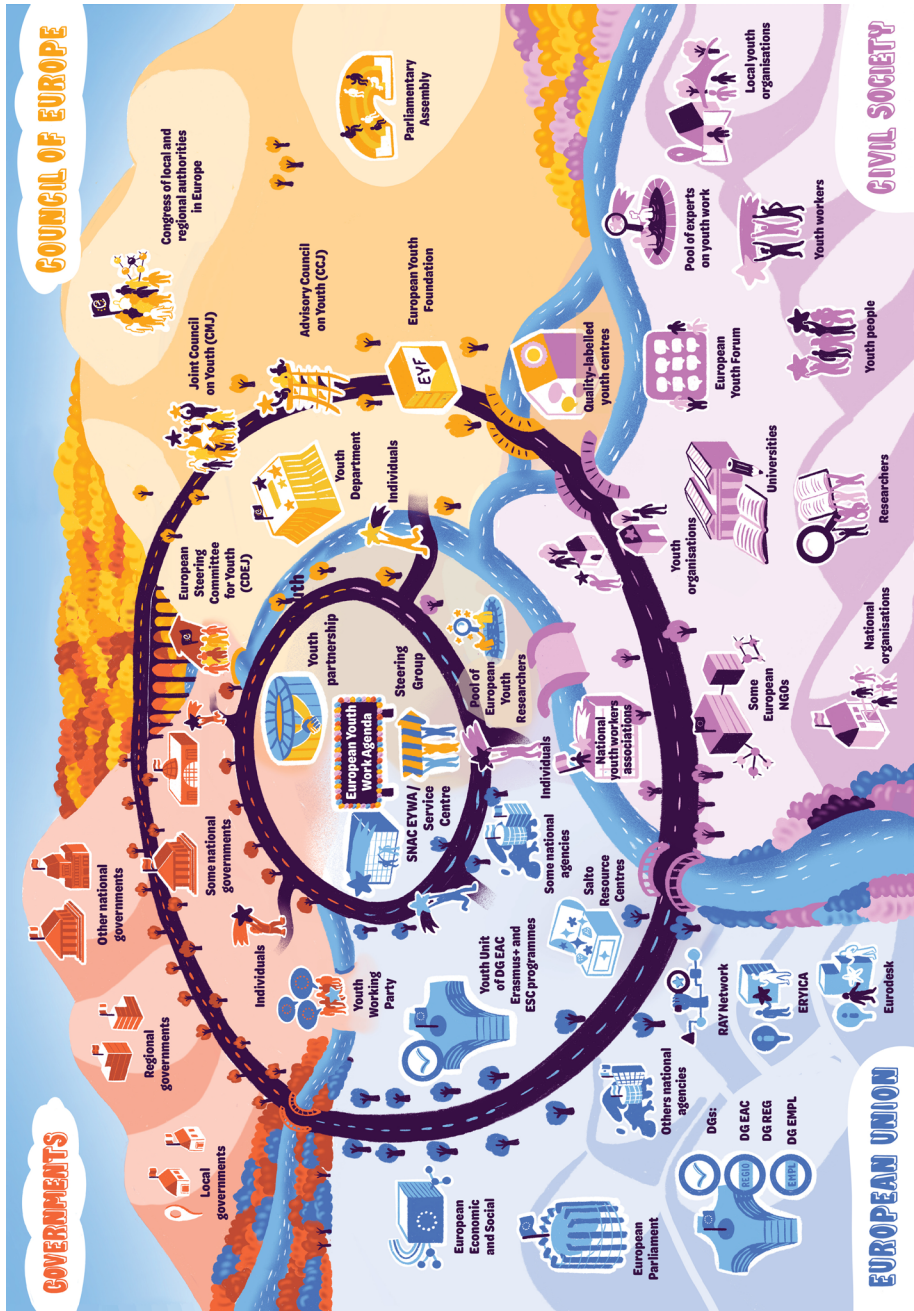 GOVERNMENTS
COUNCIL OF EUROPE
Other national
governments
Regional
governments
Local
governments
Some national
governments
Individuals
Youth
Working
Party
European
Steering
Committee
for Youth
(CDEJ)
Joint Council
on Youth (CMJ)
Congress of local and
regional authorities
in Europe
Advisory Council
on Youth (CCJ)
Parliamentary
Assembly
European Youth
Foundation
EYF
Youth
Department
Individuals
uth
Youth
partnership
European Youth
Work Agenda
Steering
Group
SNAC EYWA/
Service
Centre
Pool of
European
Youth
Researchers
Individuals
Some national
agencies
Salto
Resource
Centres
Youth Unit
of DG EAC
Erasmus+ and
ESC programmes
European
Economic
and Social
European
Parliament
Others national
agencies
DGs:
DG EAC
DG REG
DG EMPL
REGIO
EMPL
RAY Network
ERYICA
Eurodesk
National
youth workers
associations
Youth
organisations
Quality-labelled
youth centres
European
Youth Forum
Pool of experts
on youth work
Local youth
organisations
Youth workers
Youth people
Universities
Researchers
Some
European
NGOs
National
organisations
EUROPEAN UNION
CIVIL SOCIETY